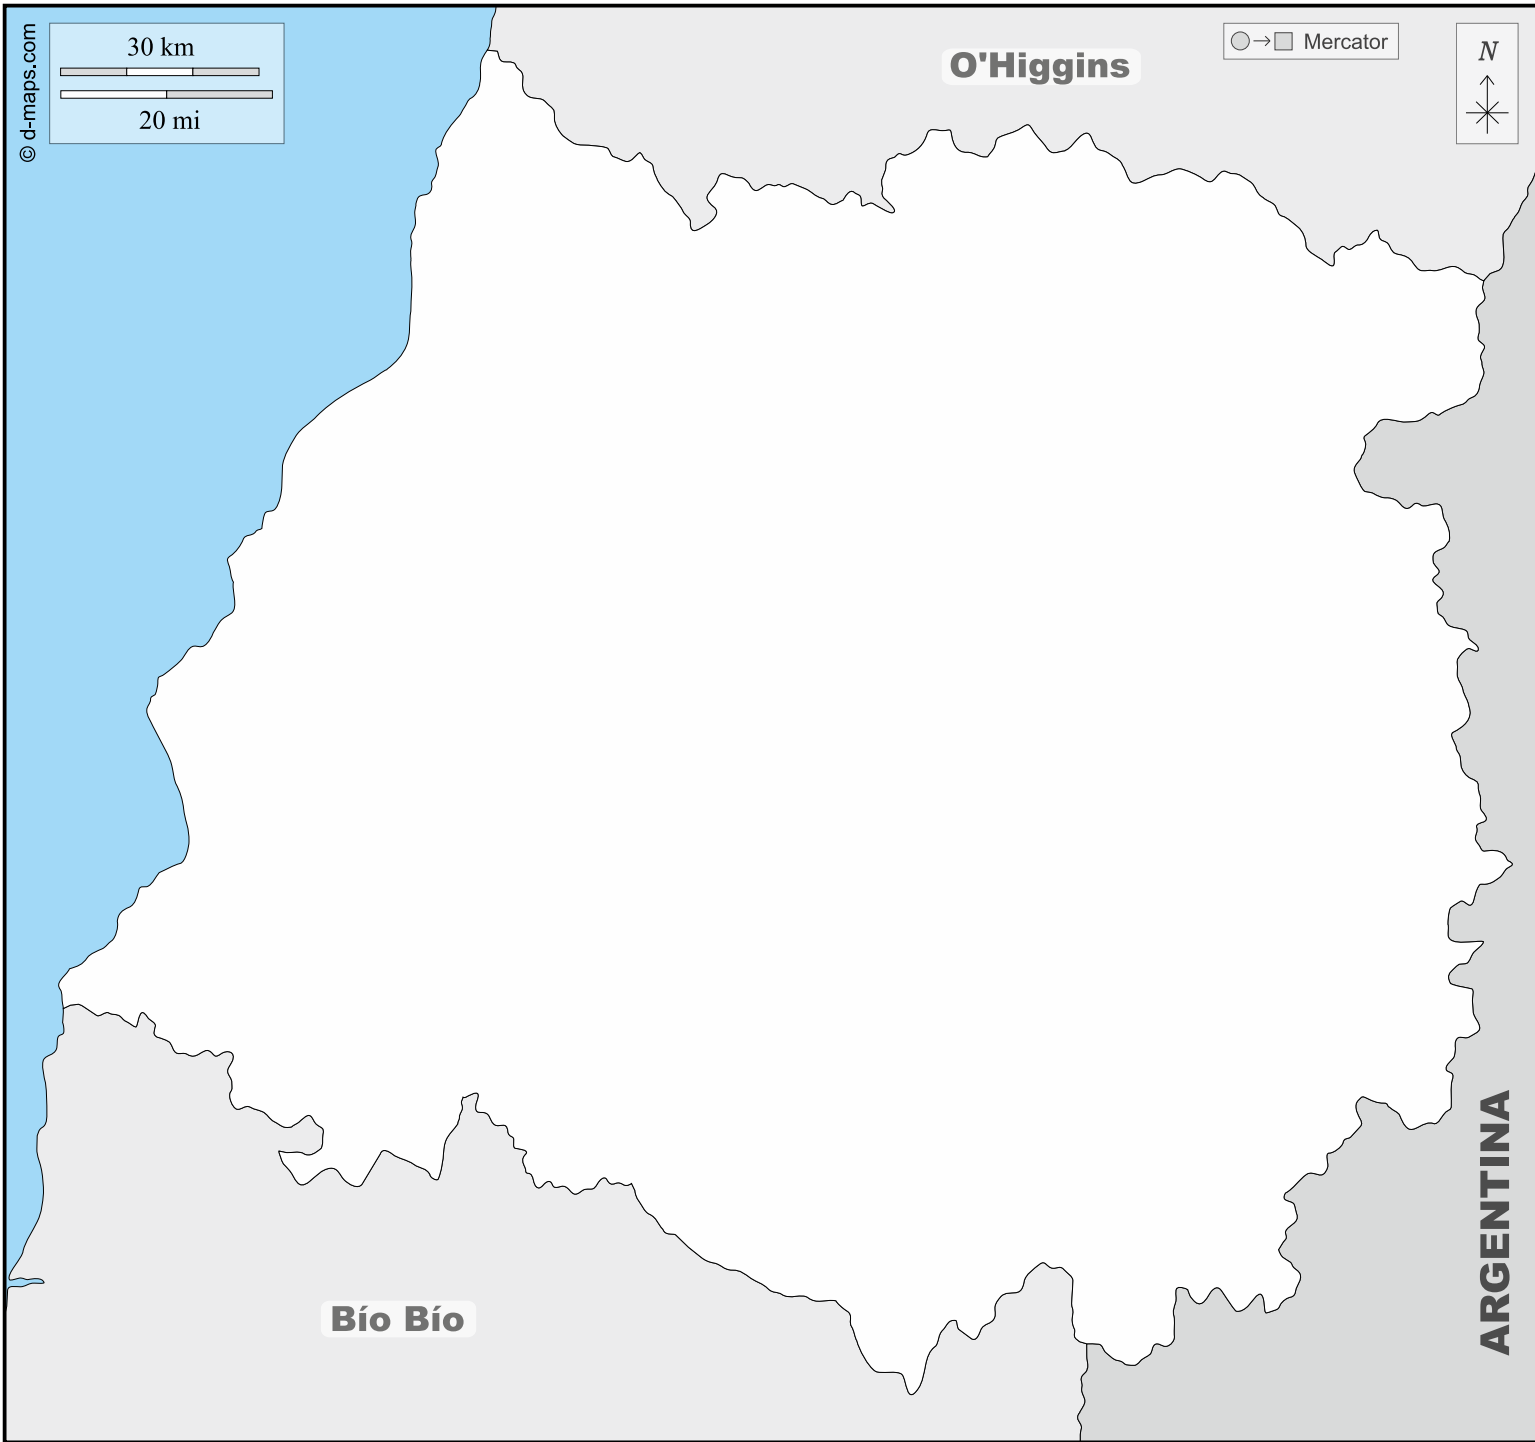 © d-maps.com
30 km
20 mi
O'Higgins
Mercator
N
Bío Bío
ARGENTINA